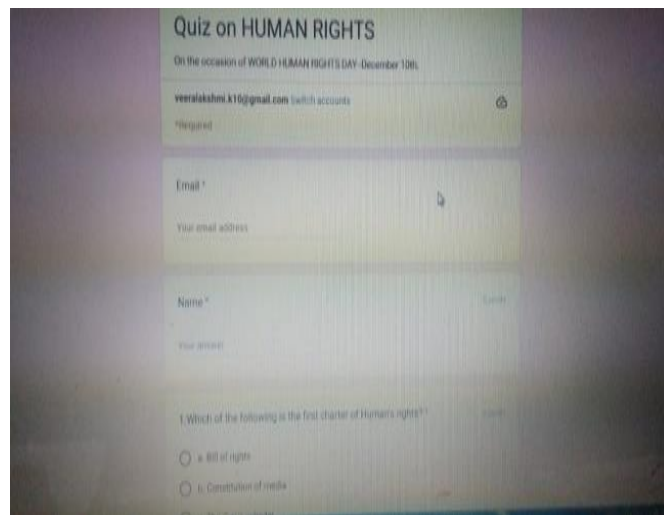 Quiz on HUMAN RIGHTS
On the occasion of WORLD HUMAN RIGHTS DAY -December 10th.
veeralakshmi.k10@gmail.com Switch accounts
*Required
Email *
Your email address
Name *
Your answer
1.Which of the following is the first charter of Human's rights? *
a. Bill of rights
b. Constitution of media